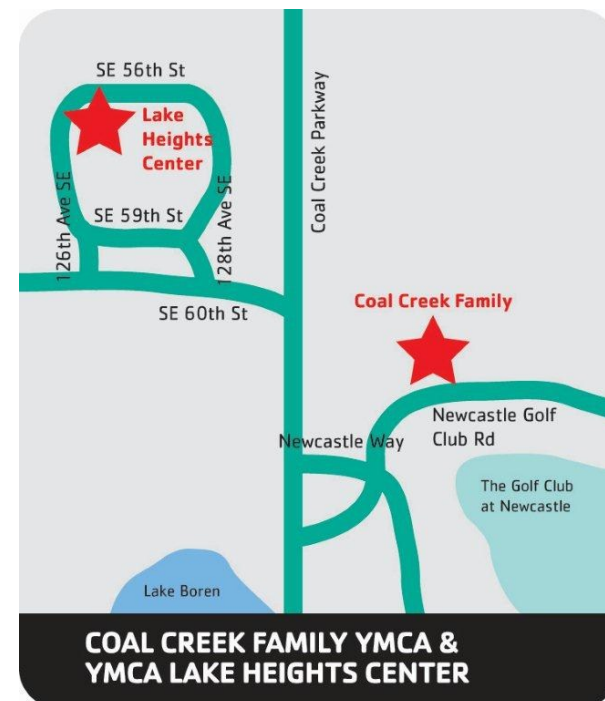 SE 56th St
Lake
Heights
Center
Coal Creek Parkway
126th Ave SE
SE 59th St
128th Ave SE
SE 60th St
Coal Creek Family
Newcastle Way
Newcastle Golf
Club Rd
The Golf Club
at Newcastle
Lake Boren
COAL CREEK FAMILY YMCA &
YMCA LAKE HEIGHTS CENTER